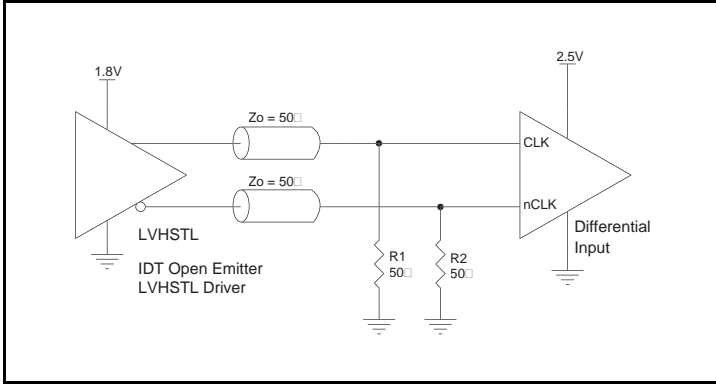 1.8V
2.5V
Zo = 50□
CLK
Zo = 50□
nCLK
LVHSTL
Differential
Input
IDT Open Emitter
LVHSTL Driver
R1
50□
R2
50□